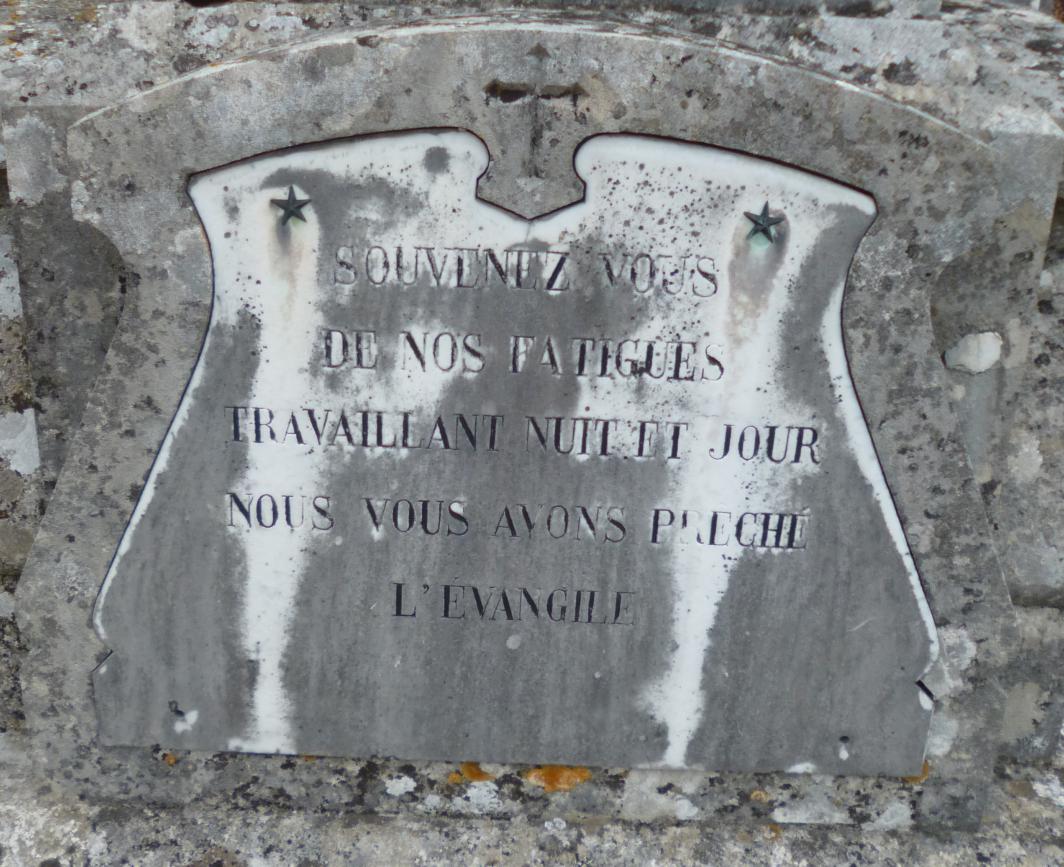 SOUVENEZ VOUS
DE NOS FATIGUES
TRAVAILLANT NUIT ET JOUR
NOUS VOUS AVONS PRECHÉ
L'ÉVANGILE